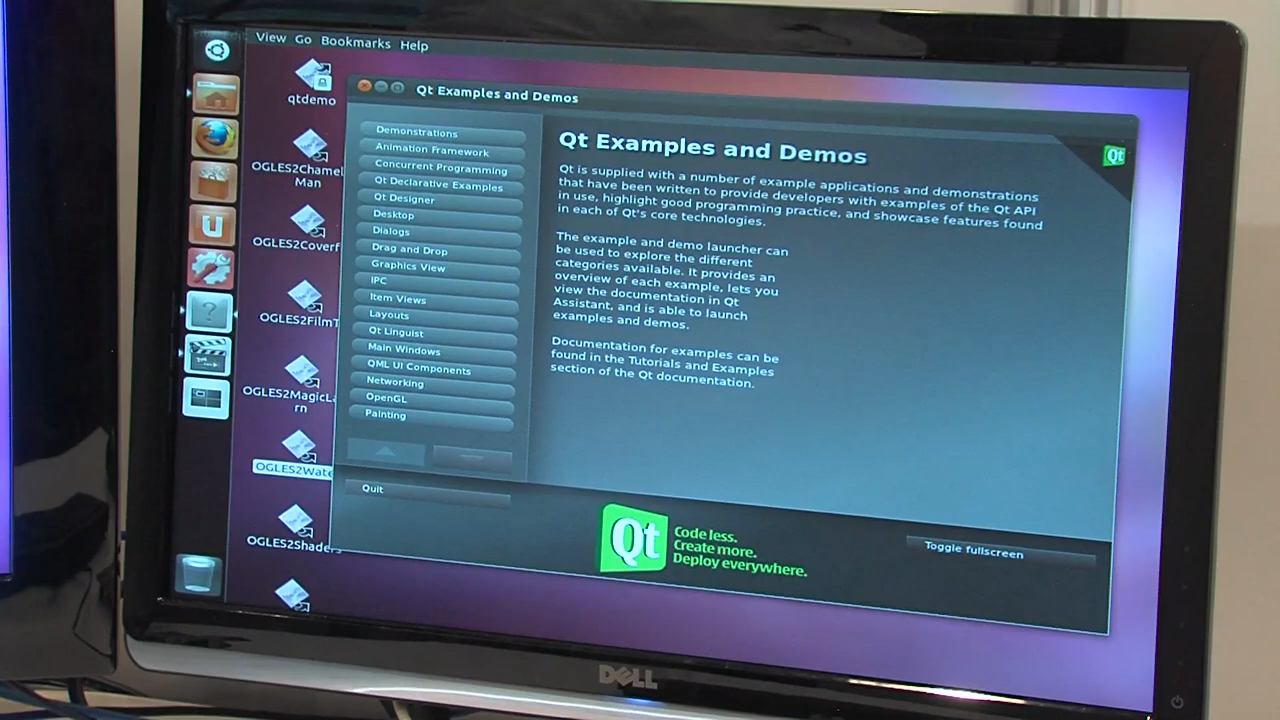 View Go Bookmarks Help
qtdemo
OGLES2Chamel
Man
OGLES2Coverf
OGLES2FilmT
OGLES2MagicLa
rn
OGLES2Wate
OGLES2Shaders
Qt Examples and Demos
Demonstrations
Animation Framework
Concurrent Programming
Qt Declarative Examples
Qt Designer
Desktop
Dialogs
Drag and Drop
Graphics View
IPC
Item Views
Layouts
Qt Linguist
Main Windows
QML UI Components
Networking
OpenGL
Painting
Quit
Qt Examples and Demos
Qt
Qt is supplied with a number of example applications and demonstrations
that have been written to provide developers with examples of the Qt API
in use, highlight good programming practice, and showcase features found
in each of Qt's core technologies.
The example and demo launcher can
be used to explore the different
categories available. It provides an
overview of each example, lets you
view the documentation in Qt
Assistant, and is able to launch
examples and demos.
Documentation for examples can be
found in the Tutorials and Examples
section of the Qt documentation.
Qt
Code less.
Create more.
Deploy everywhere.
Toggle fullscreen
DELL